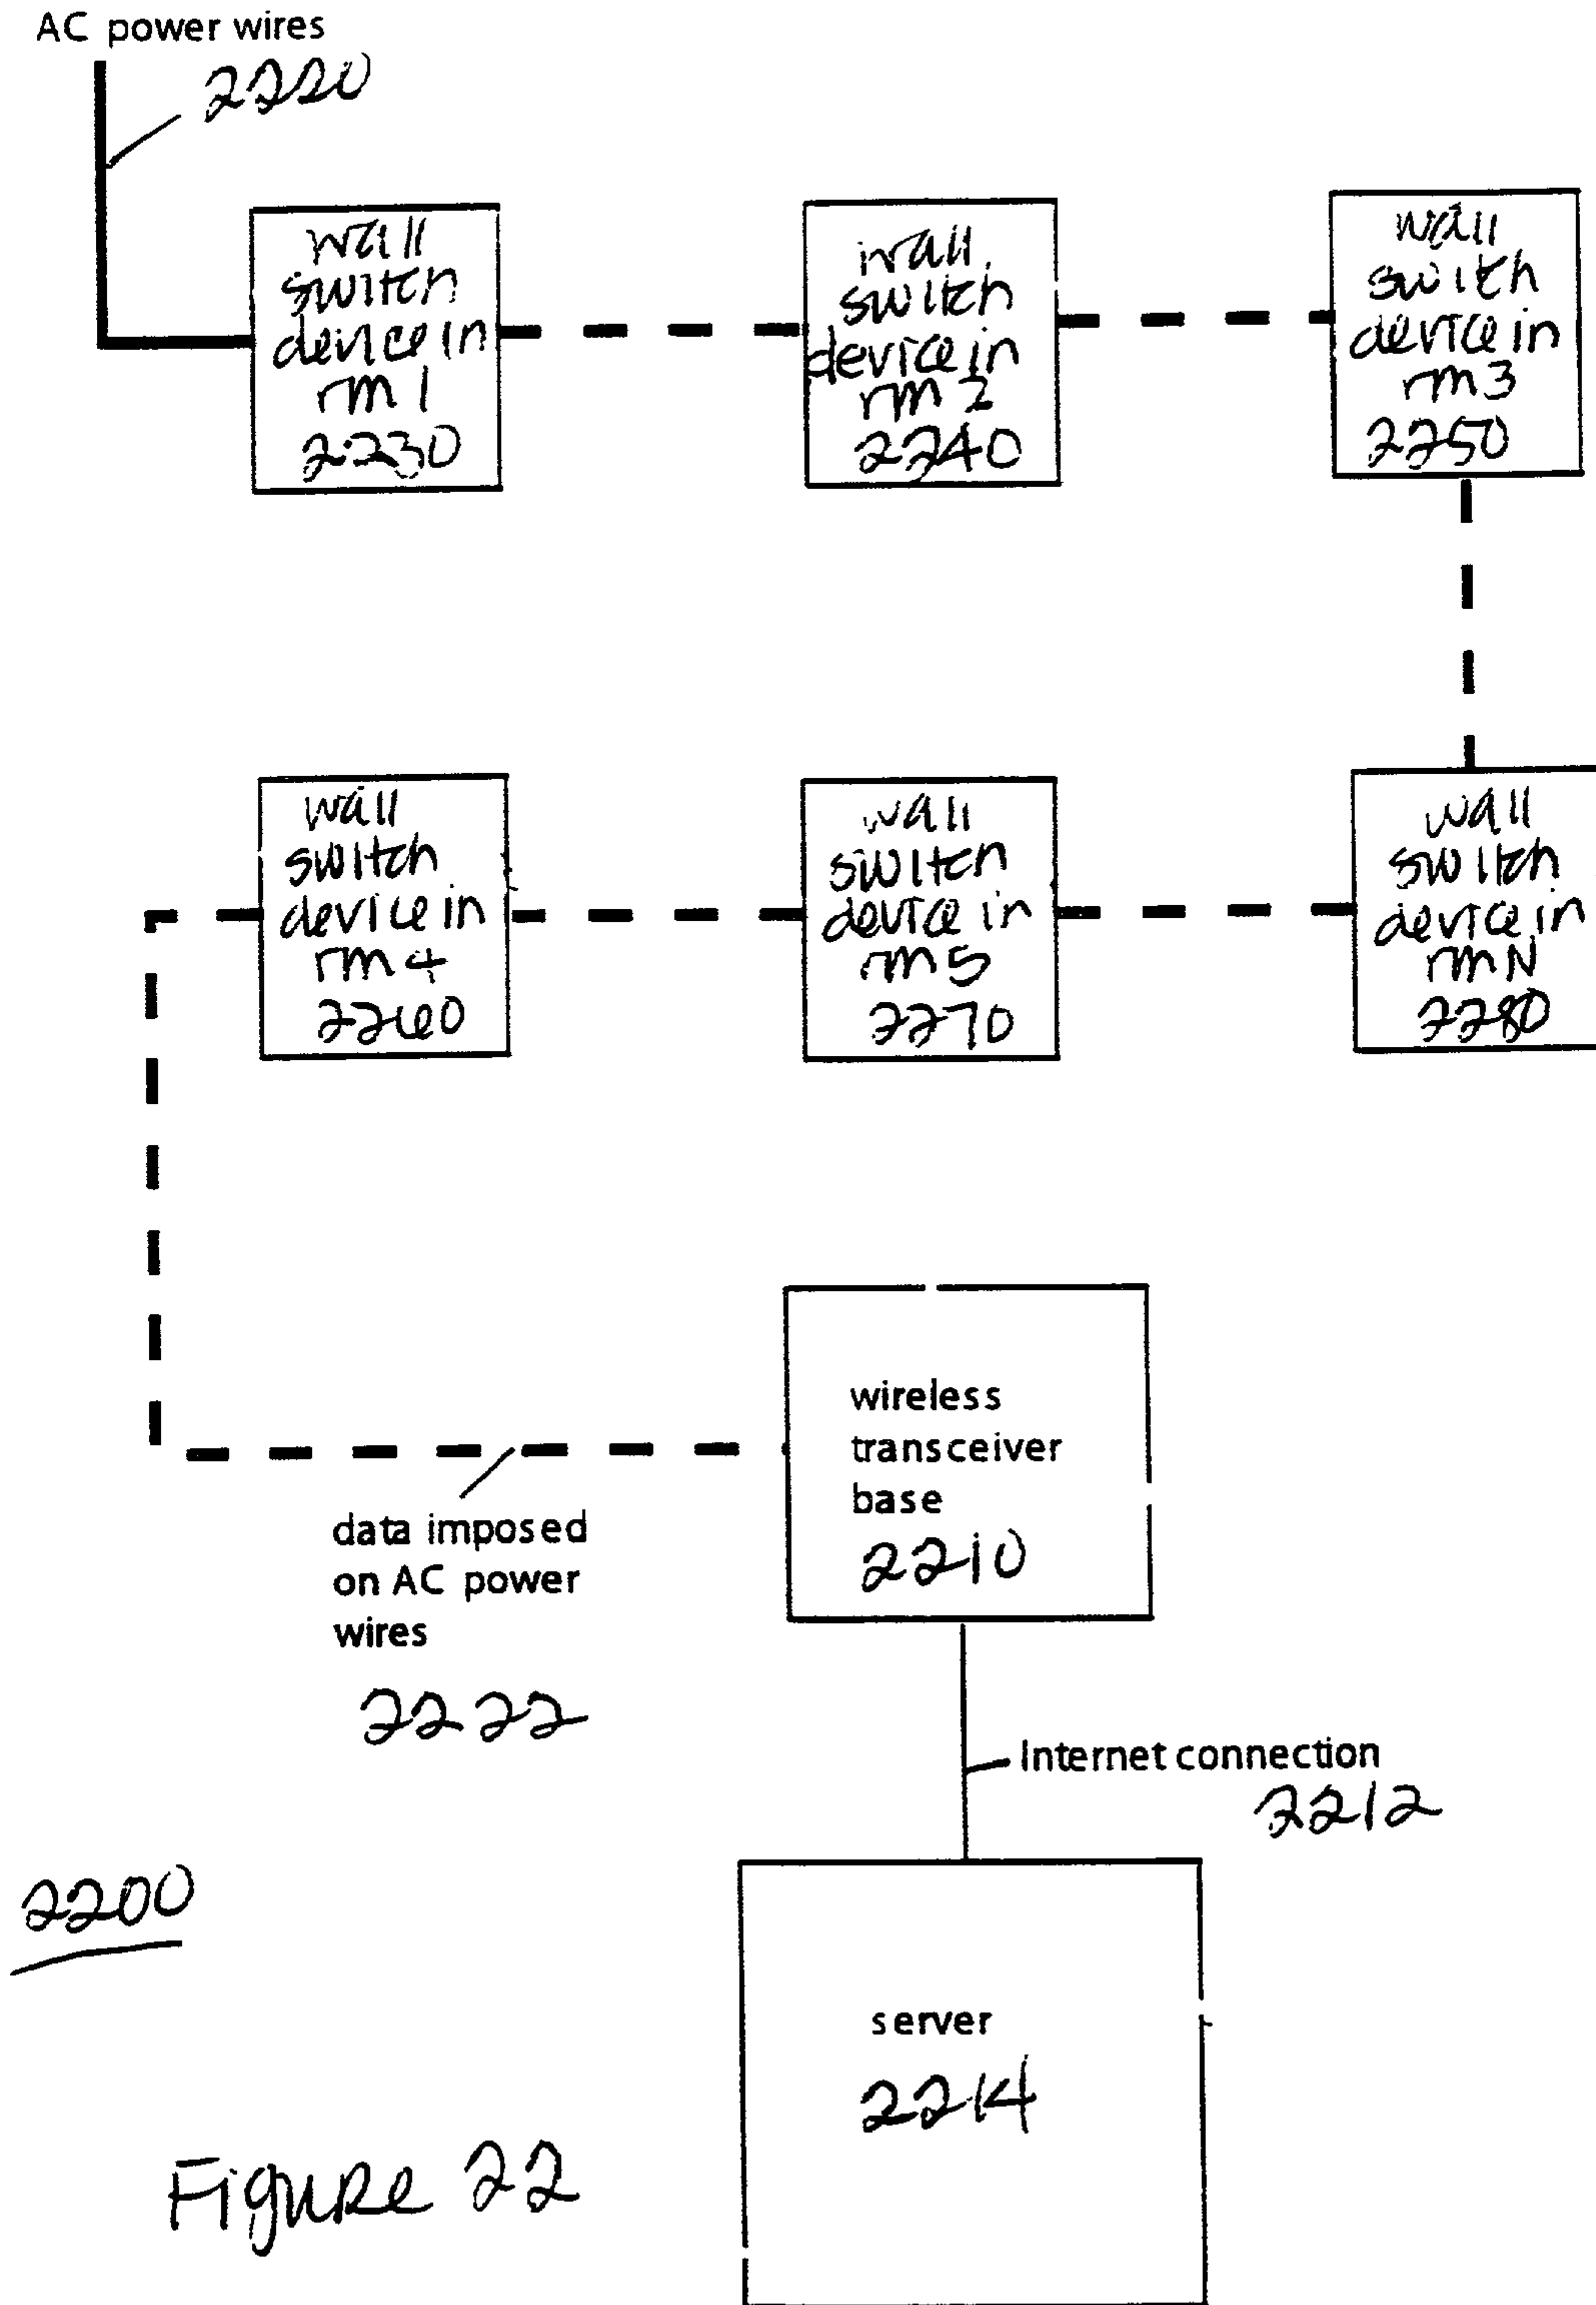 AC power wires
2220
wall
switch
device in
rm 1
2230
wall
switch
device in
rm 2
2240
wall
switch
device in
rm 3
2250
wall
switch
device in
rm 4
2260
wall
switch
device in
rm 5
2270
wall
switch
device in
rm N
2280
wireless
transceiver
base
2210
data imposed
on AC power
wires
2222
Internet connection
2212
2200
server
2214
Figure 22